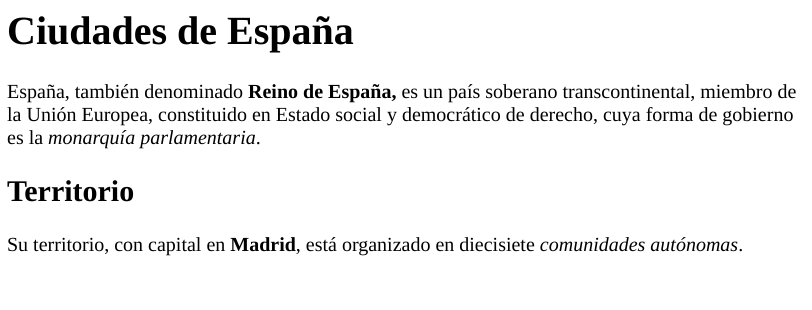 Ciudades de España
España, también denominado Reino de España, es un país soberano transcontinental, miembro de
la Unión Europea, constituido en Estado social y democrático de derecho, cuya forma de gobierno
es la monarquía parlamentaria.
Territorio
Su territorio, con capital en Madrid, está organizado en diecisiete comunidades autónomas.